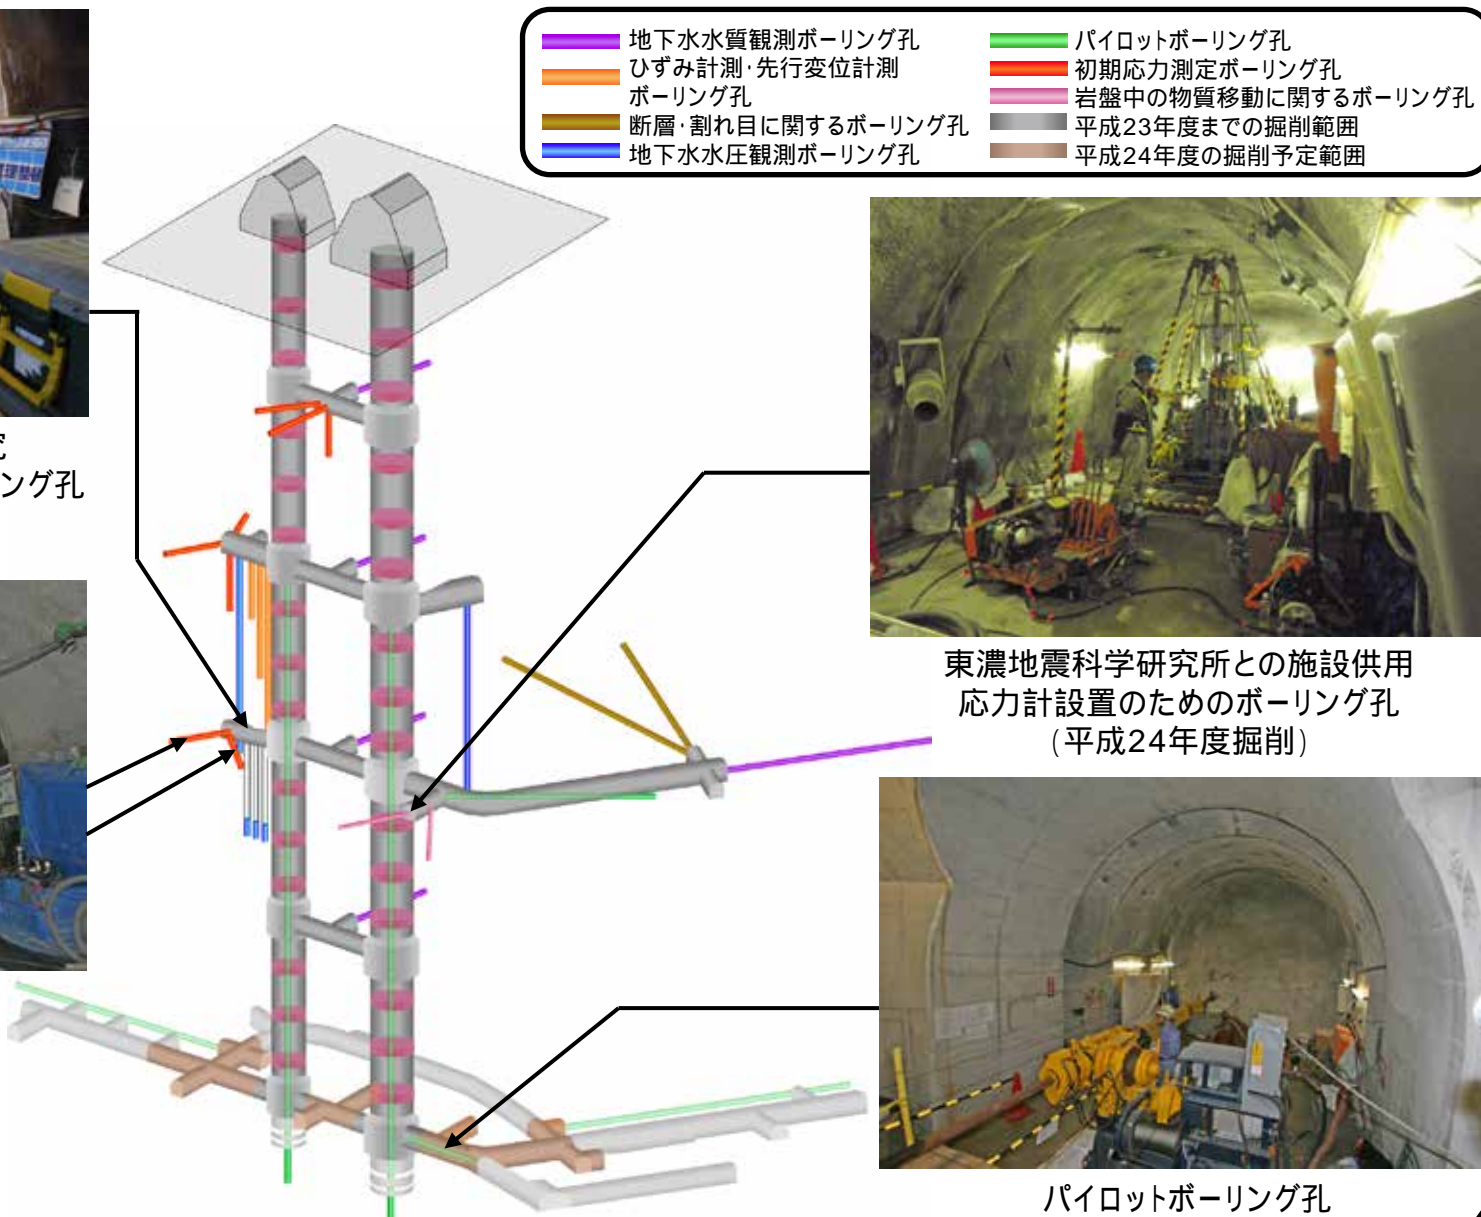 地下水水質観測ボーリング孔
ひずみ計測・先行変位計測
ボーリング孔
断層・割れ目に関するボーリング孔
地下水水圧観測ボーリング孔
パイロットボーリング孔
初期応力測定ボーリング孔
岩盤中の物質移動に関するボーリング孔
平成23年度までの掘削範囲
平成24年度の掘削予定範囲
究
ング孔
東濃地震科学研究所との施設供用
応力計設置のためのボーリング孔
(平成24年度掘削)
パイロットボーリング孔